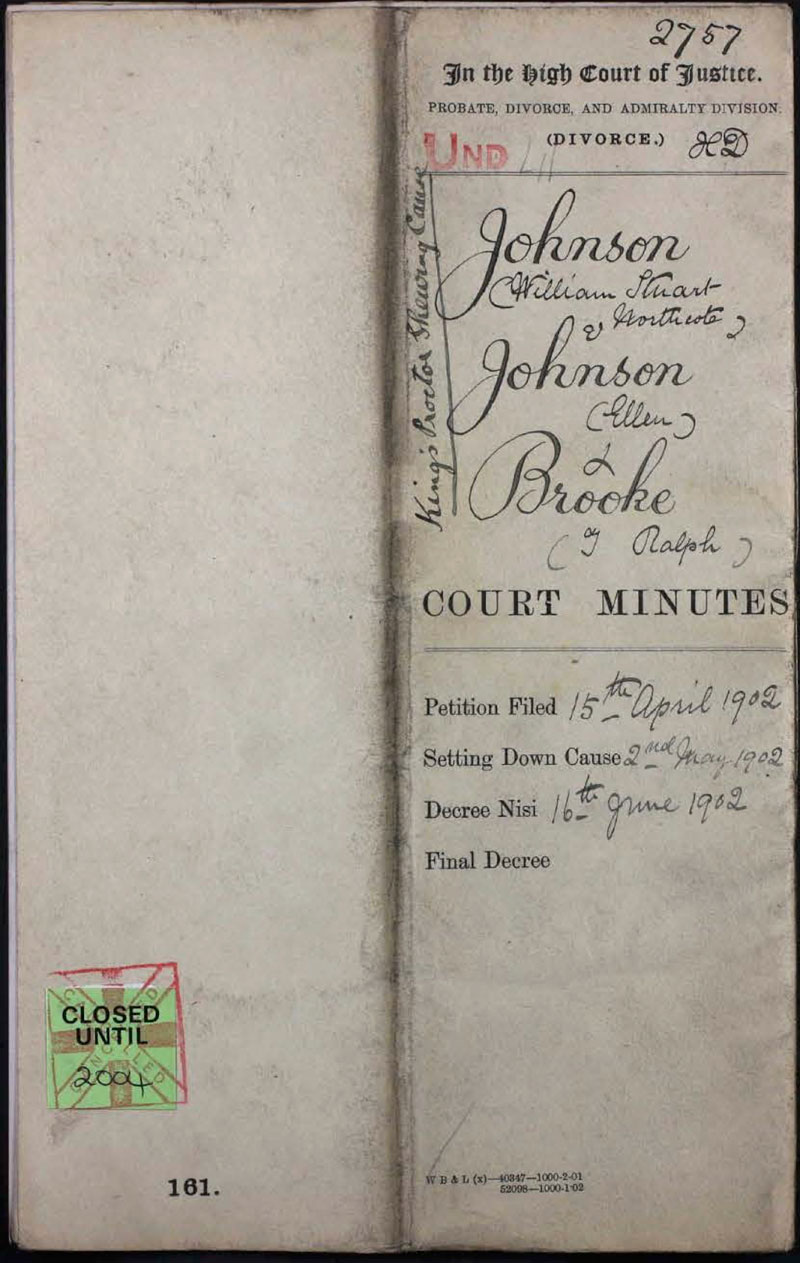 2757
In the High Court of Justice.
PROBATE, DIVORCE, AND ADMIRALTY DIVISION.
(DIVORCE.) HD
UND
King's Proctor Shewing Cause
Johnson
(William Stuart
Northcote)
v
Johnson
(Ellen)
&
Brooke
( Ralph )
COURT MINUTES
Petition Filed 15th April 1902
Setting Down Cause 2nd May 1902
Decree Nisi 16th June 1902
Final Decree
CLOSED
UNTIL
2004
CANCELLED
161.
W B & L (x)—40347—1000-2-01
52098—1000-1-02